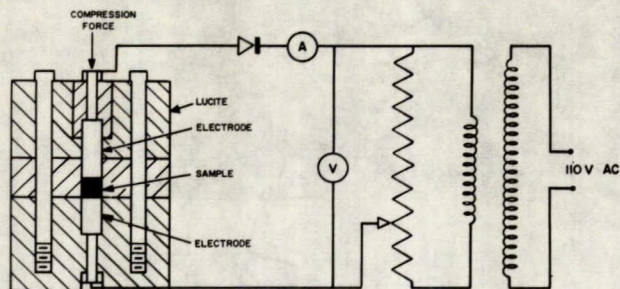 COMPRESSION
FORCE
A
LUCITE
ELECTRODE
V
SAMPLE
110 V AC
ELECTRODE